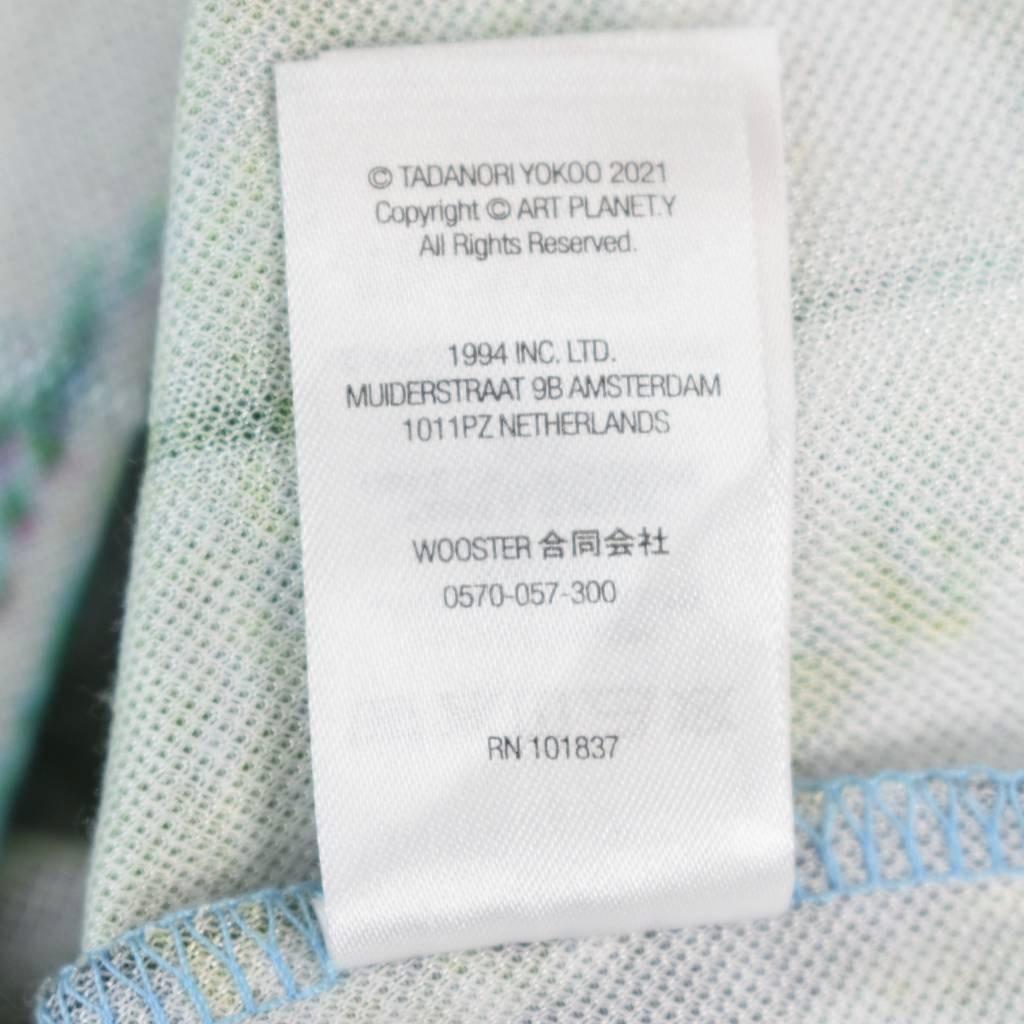 © TADANORI YOKOO 2021
Copyright © ART PLANET.Y
All Rights Reserved.
1994 INC. LTD.
MUIDERSTRAAT 9B AMSTERDAM
1011PZ NETHERLANDS
WOOSTER 合同会社
0570-057-300
RN 101837